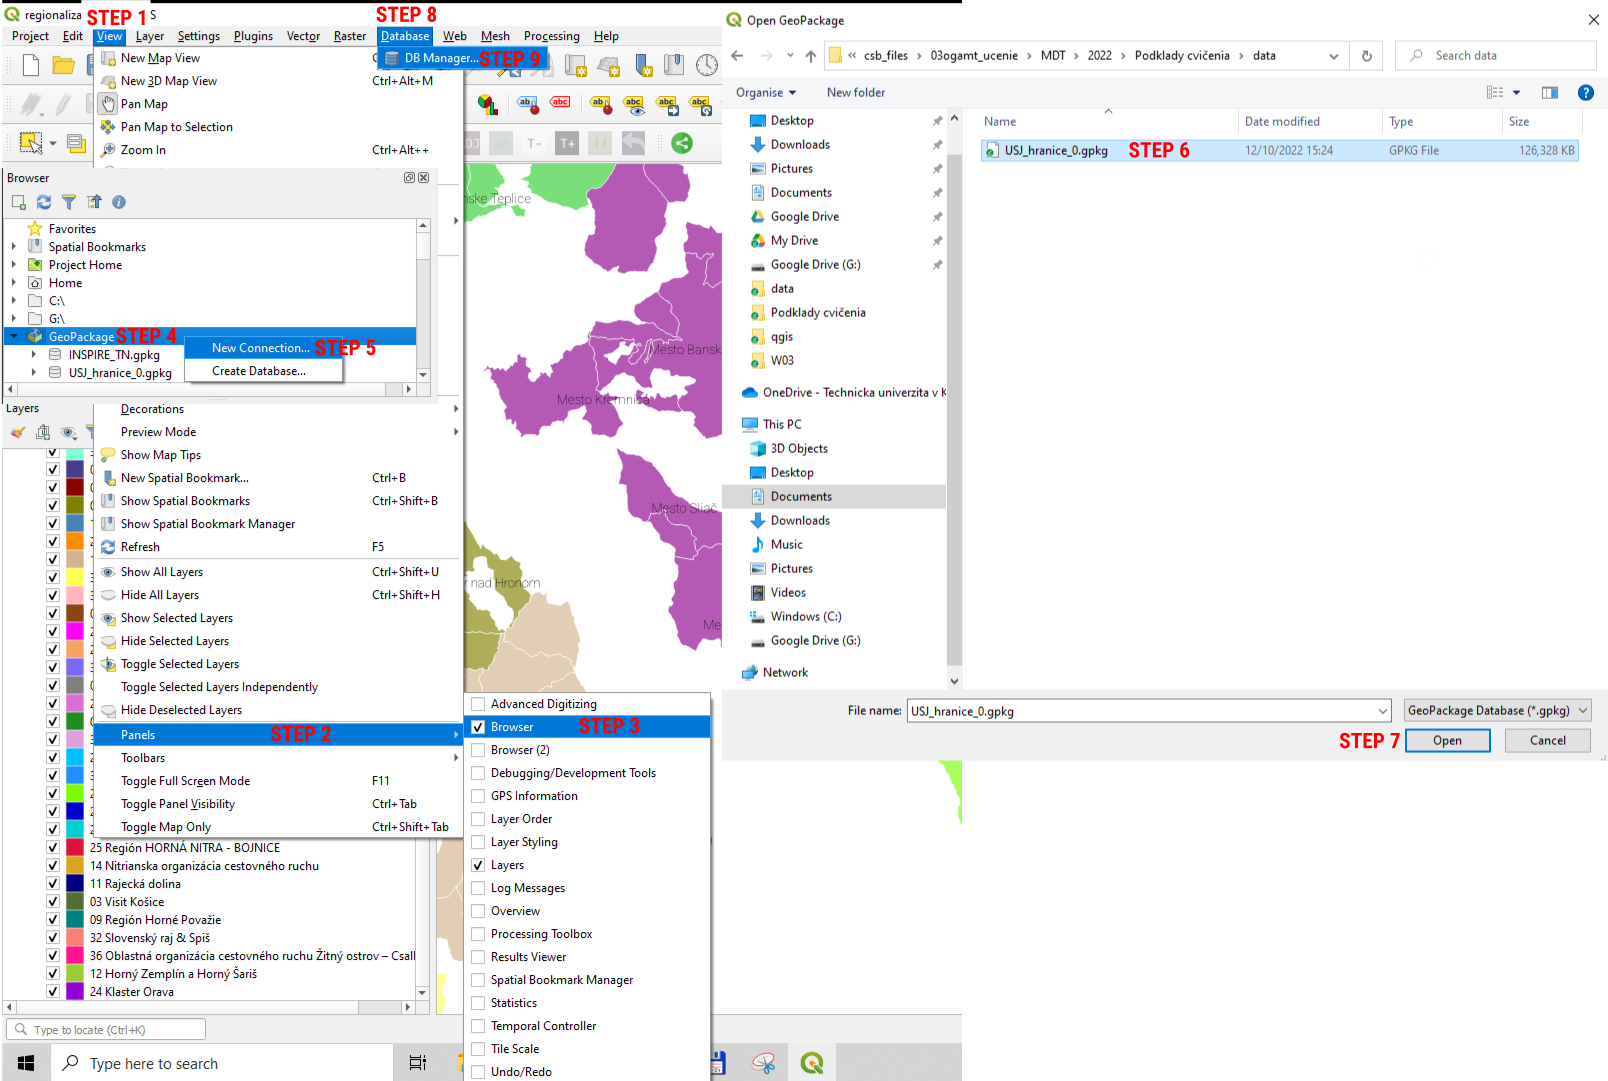 regionaliza
STEP 1
S
STEP 8
Project Edit View Layer Settings Plugins Vector Raster Database Web Mesh Processing Help
New Map View
DB Manager... STEP 9
New 3D Map View Ctrl+Alt+M
Pan Map
Pan Map to Selection
Zoom In Ctrl+Alt++
Browser
Favorites
Spatial Bookmarks
Project Home
Home
C:\
G:\
GeoPackage STEP 4
New Connection... STEP 5
INSPIRE_TN.gpkg
Create Database...
USJ_hranice_0.gpkg
Layers
Decorations
Preview Mode
Show Map Tips
New Spatial Bookmark... Ctrl+B
Show Spatial Bookmarks Ctrl+Shift+B
Show Spatial Bookmark Manager
Refresh F5
Show All Layers Ctrl+Shift+U
Hide All Layers Ctrl+Shift+H
Show Selected Layers
Hide Selected Layers
Toggle Selected Layers
Toggle Selected Layers Independently
Hide Deselected Layers
Panels STEP 2
Toolbars
Toggle Full Screen Mode F11
Toggle Panel Visibility Ctrl+Tab
Toggle Map Only Ctrl+Shift+Tab
25 Región HORNÁ NITRA - BOJNICE
14 Nitrianska organizácia cestovného ruchu
11 Rajecká dolina
03 Visit Košice
09 Región Horné Považie
32 Slovenský raj & Spiš
36 Oblastná organizácia cestovného ruchu Žitný ostrov – Csall
12 Horný Zemplín a Horný Šariš
24 Klaster Orava
Type to locate (Ctrl+K)
Type here to search
abc abc abc abc abc abc
T- T+ 11
nske Teplice
Mesto Bansk
Mesto Kremnica
Mesto Sliač
r nad Hronom
Me
Advanced Digitizing
Browser STEP 3
Browser (2)
Debugging/Development Tools
GPS Information
Layer Order
Layer Styling
Layers
Log Messages
Overview
Processing Toolbox
Results Viewer
Spatial Bookmark Manager
Statistics
Temporal Controller
Tile Scale
Undo/Redo
Open GeoPackage
« csb_files › 03ogamt_ucenie › MDT › 2022 › Podklady cvičenia › data
Search data
Organise New folder
Name Date modified Type Size
USJ_hranice_0.gpkg STEP 6 12/10/2022 15:24 GPKG File 126,328 KB
Desktop
Downloads
Pictures
Documents
Google Drive
My Drive
Google Drive (G:)
data
Podklady cvičenia
qgis
W03
OneDrive - Technicka univerzita v K
This PC
3D Objects
Desktop
Documents
Downloads
Music
Pictures
Videos
Windows (C:)
Google Drive (G:)
Network
File name: USJ_hranice_0.gpkg GeoPackage Database (*.gpkg)
STEP 7 Open Cancel